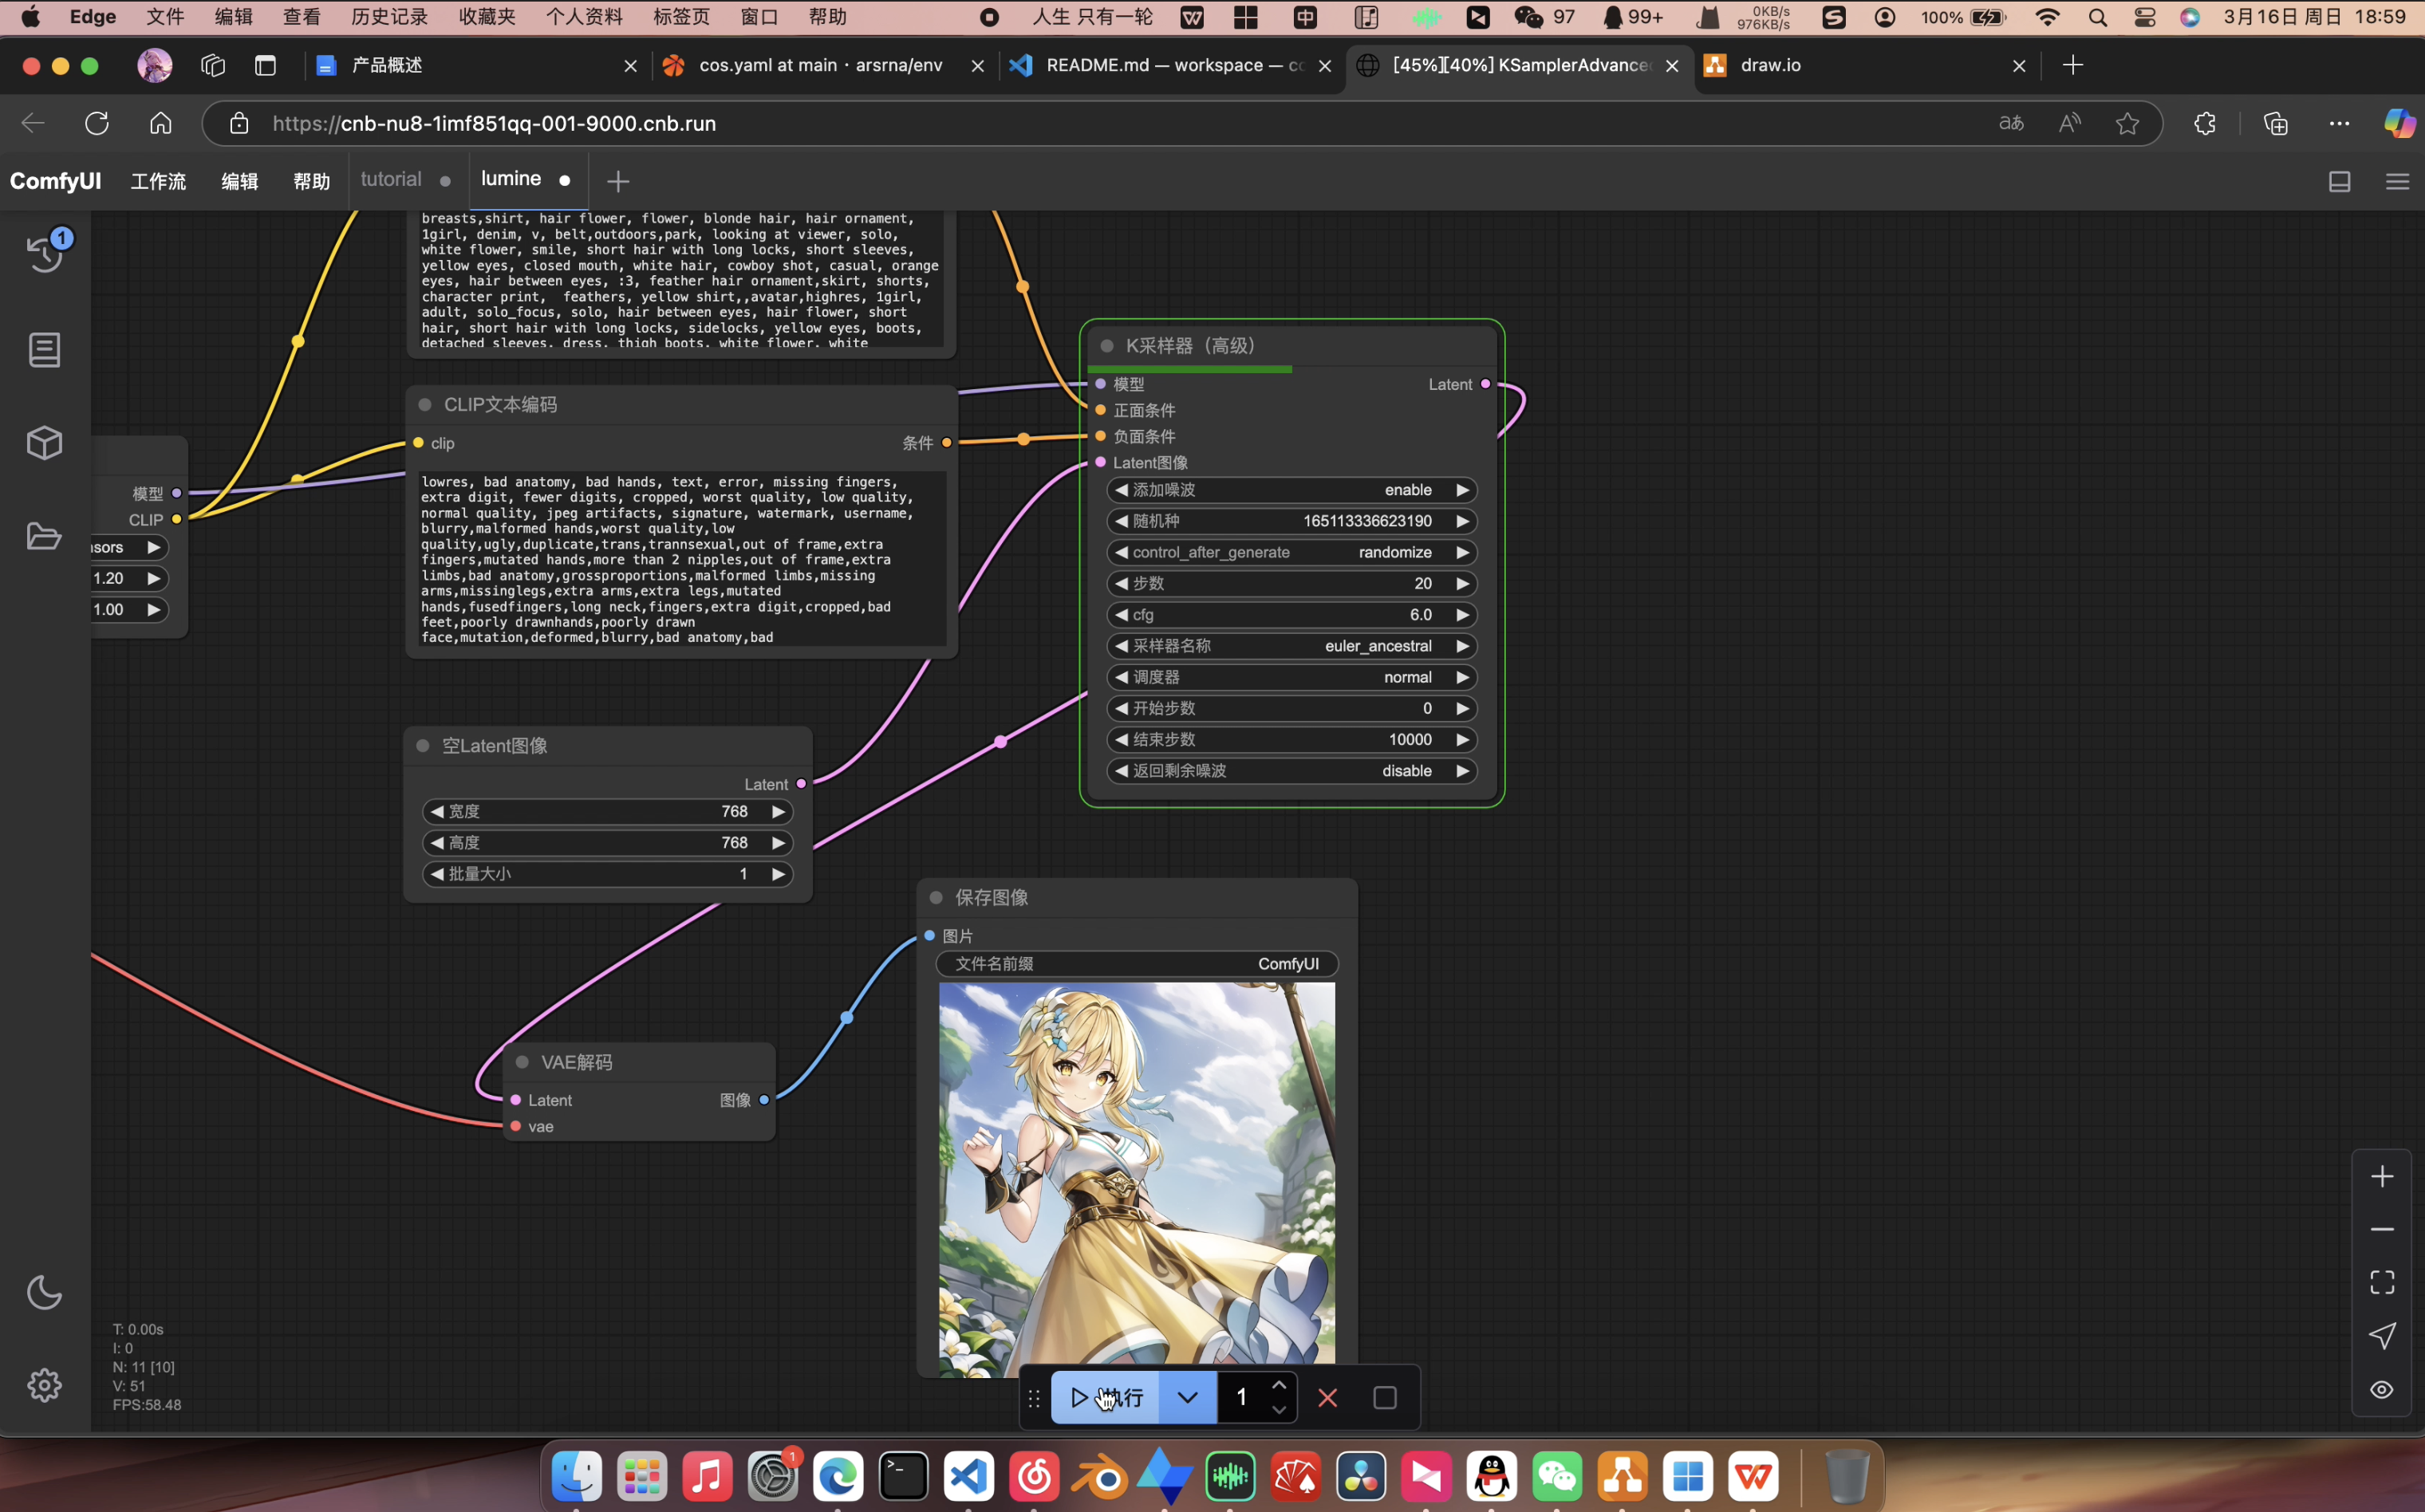 Edge 文件 编辑 查看 历史记录 收藏夹 个人资料 标签页 窗口 帮助 人生 只有一轮 中 97 99+ 0KB/s 976KB/s 100% 3月16日 周日 18:59
产品概述 cos.yaml at main · arsrna/env README.md — workspace — co [45%][40%] KSamplerAdvanced draw.io
https://cnb-nu8-1imf851qq-001-9000.cnb.run
ComfyUI 工作流 编辑 帮助 tutorial lumine
1
breasts,shirt, hair flower, flower, blonde hair, hair ornament,
1girl, denim, v, belt,outdoors,park, looking at viewer, solo,
white flower, smile, short hair with long locks, short sleeves,
yellow eyes, closed mouth, white hair, cowboy shot, casual, orange
eyes, hair between eyes, :3, feather hair ornament,skirt, shorts,
character print,  feathers, yellow shirt,,avatar,highres, 1girl,
adult, solo_focus, solo, hair between eyes, hair flower, short
hair, short hair with long locks, sidelocks, yellow eyes, boots,
detached sleeves, dress, thigh boots, white flower, white
CLIP文本编码
clip 条件
lowres, bad anatomy, bad hands, text, error, missing fingers,
extra digit, fewer digits, cropped, worst quality, low quality,
normal quality, jpeg artifacts, signature, watermark, username,
blurry,malformed hands,worst quality,low
quality,ugly,duplicate,trans,trannsexual,out of frame,extra
fingers,mutated hands,more than 2 nipples,out of frame,extra
limbs,bad anatomy,grossproportions,malformed limbs,missing
arms,missinglegs,extra arms,extra legs,mutated
hands,fusedfingers,long neck,fingers,extra digit,cropped,bad
feet,poorly drawnhands,poorly drawn
face,mutation,deformed,blurry,bad anatomy,bad
模型
CLIP
nsors
1.20
1.00
K采样器（高级）
模型 Latent
正面条件
负面条件
Latent图像
添加噪波 enable
随机种 165113336623190
control_after_generate randomize
步数 20
cfg 6.0
采样器名称 euler_ancestral
调度器 normal
开始步数 0
结束步数 10000
返回剩余噪波 disable
空Latent图像
Latent
宽度 768
高度 768
批量大小 1
保存图像
图片
文件名前缀 ComfyUI
VAE解码
Latent 图像
vae
T: 0.00s
I: 0
N: 11 [10]
V: 51
FPS:58.48
执行 1
1